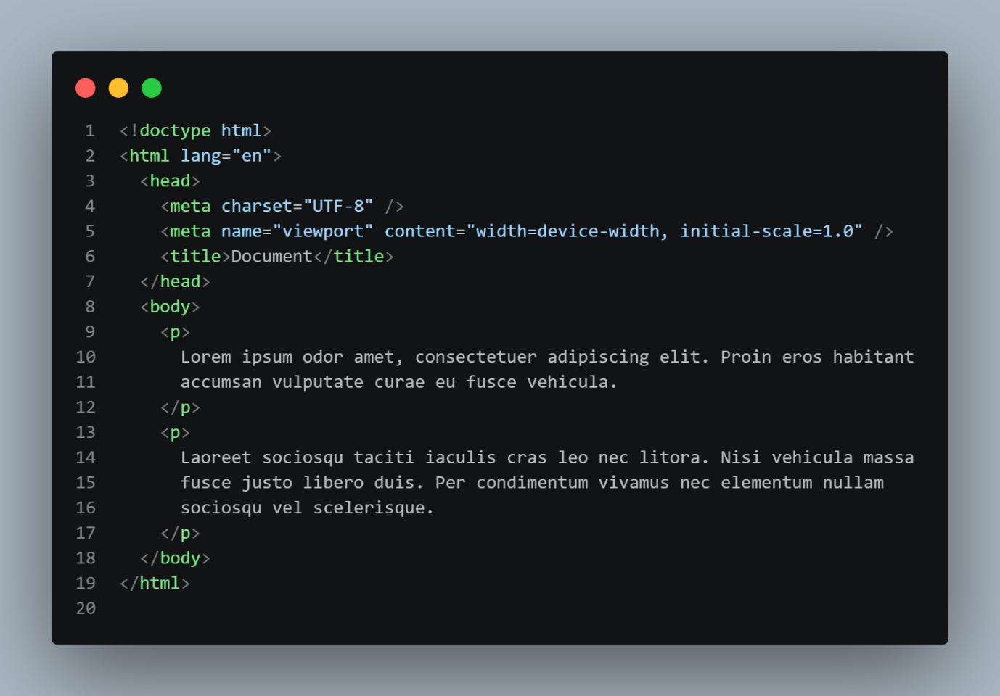 1 <!doctype html>
2 <html lang="en">
3   <head>
4     <meta charset="UTF-8" />
5     <meta name="viewport" content="width=device-width, initial-scale=1.0" />
6     <title>Document</title>
7   </head>
8   <body>
9     <p>
10       Lorem ipsum odor amet, consectetuer adipiscing elit. Proin eros habitant
11       accumsan vulputate curae eu fusce vehicula.
12     </p>
13     <p>
14       Laoreet sociosqu taciti iaculis cras leo nec litora. Nisi vehicula massa
15       fusce justo libero duis. Per condimentum vivamus nec elementum nullam
16       sociosqu vel scelerisque.
17     </p>
18   </body>
19 </html>
20